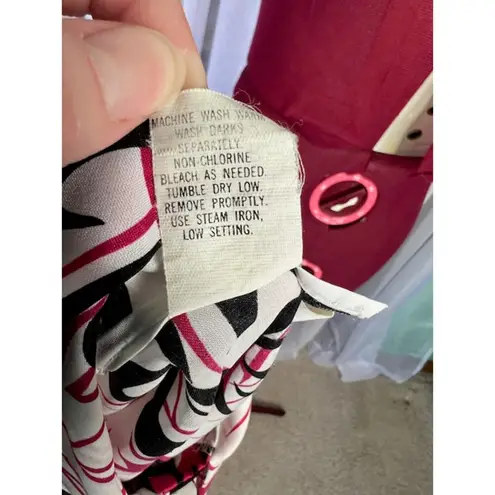 MACHINE WASH WARM
WASH DARKS
SEPARATELY.
NON-CHLORINE
BLEACH AS NEEDED.
TUMBLE DRY LOW.
REMOVE PROMPTLY.
USE STEAM IRON,
LOW SETTING.